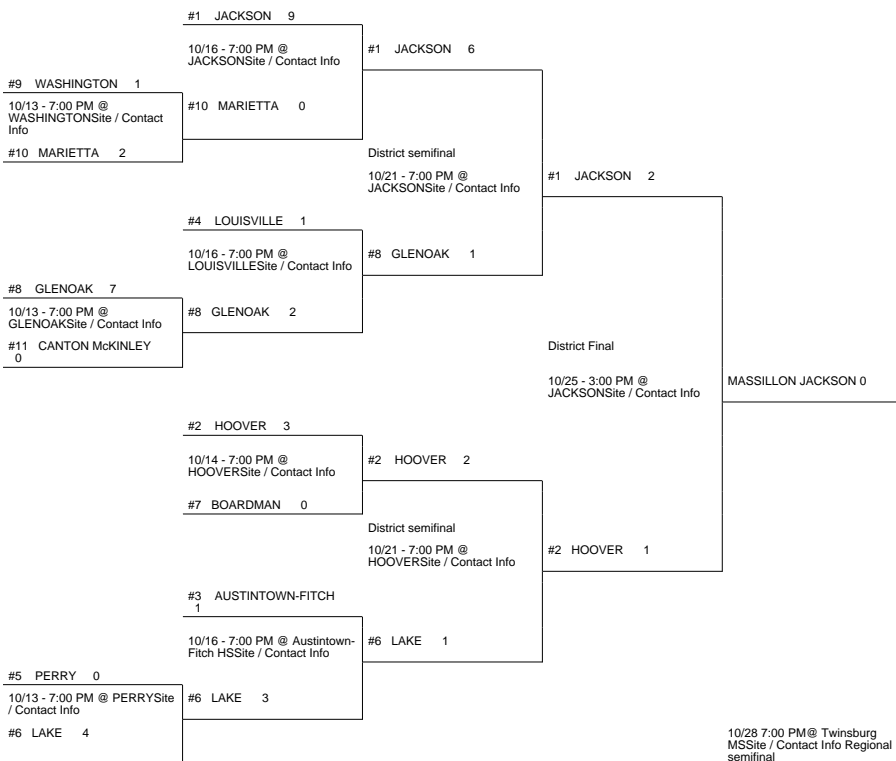 #1 JACKSON 9
10/16 - 7:00 PM @
JACKSONSite / Contact Info
#1 JACKSON 6
#9 WASHINGTON 1
10/13 - 7:00 PM @
WASHINGTONSite / Contact
Info
#10 MARIETTA 0
#10 MARIETTA 2
District semifinal
10/21 - 7:00 PM @
JACKSONSite / Contact Info
#1 JACKSON 2
#4 LOUISVILLE 1
10/16 - 7:00 PM @
LOUISVILLESite / Contact Info
#8 GLENOAK 1
#8 GLENOAK 7
10/13 - 7:00 PM @
GLENOAKSite / Contact Info
#8 GLENOAK 2
#11 CANTON McKINLEY
0
District Final
10/25 - 3:00 PM @
JACKSONSite / Contact Info
MASSILLON JACKSON 0
#2 HOOVER 3
10/14 - 7:00 PM @
HOOVERSite / Contact Info
#2 HOOVER 2
#7 BOARDMAN 0
District semifinal
10/21 - 7:00 PM @
HOOVERSite / Contact Info
#2 HOOVER 1
#3 AUSTINTOWN-FITCH
1
10/16 - 7:00 PM @ Austintown-
Fitch HSSite / Contact Info
#6 LAKE 1
#5 PERRY 0
10/13 - 7:00 PM @ PERRYSite
/ Contact Info
#6 LAKE 3
#6 LAKE 4
10/28 7:00 PM@ Twinsburg
MSSite / Contact Info Regional
semifinal